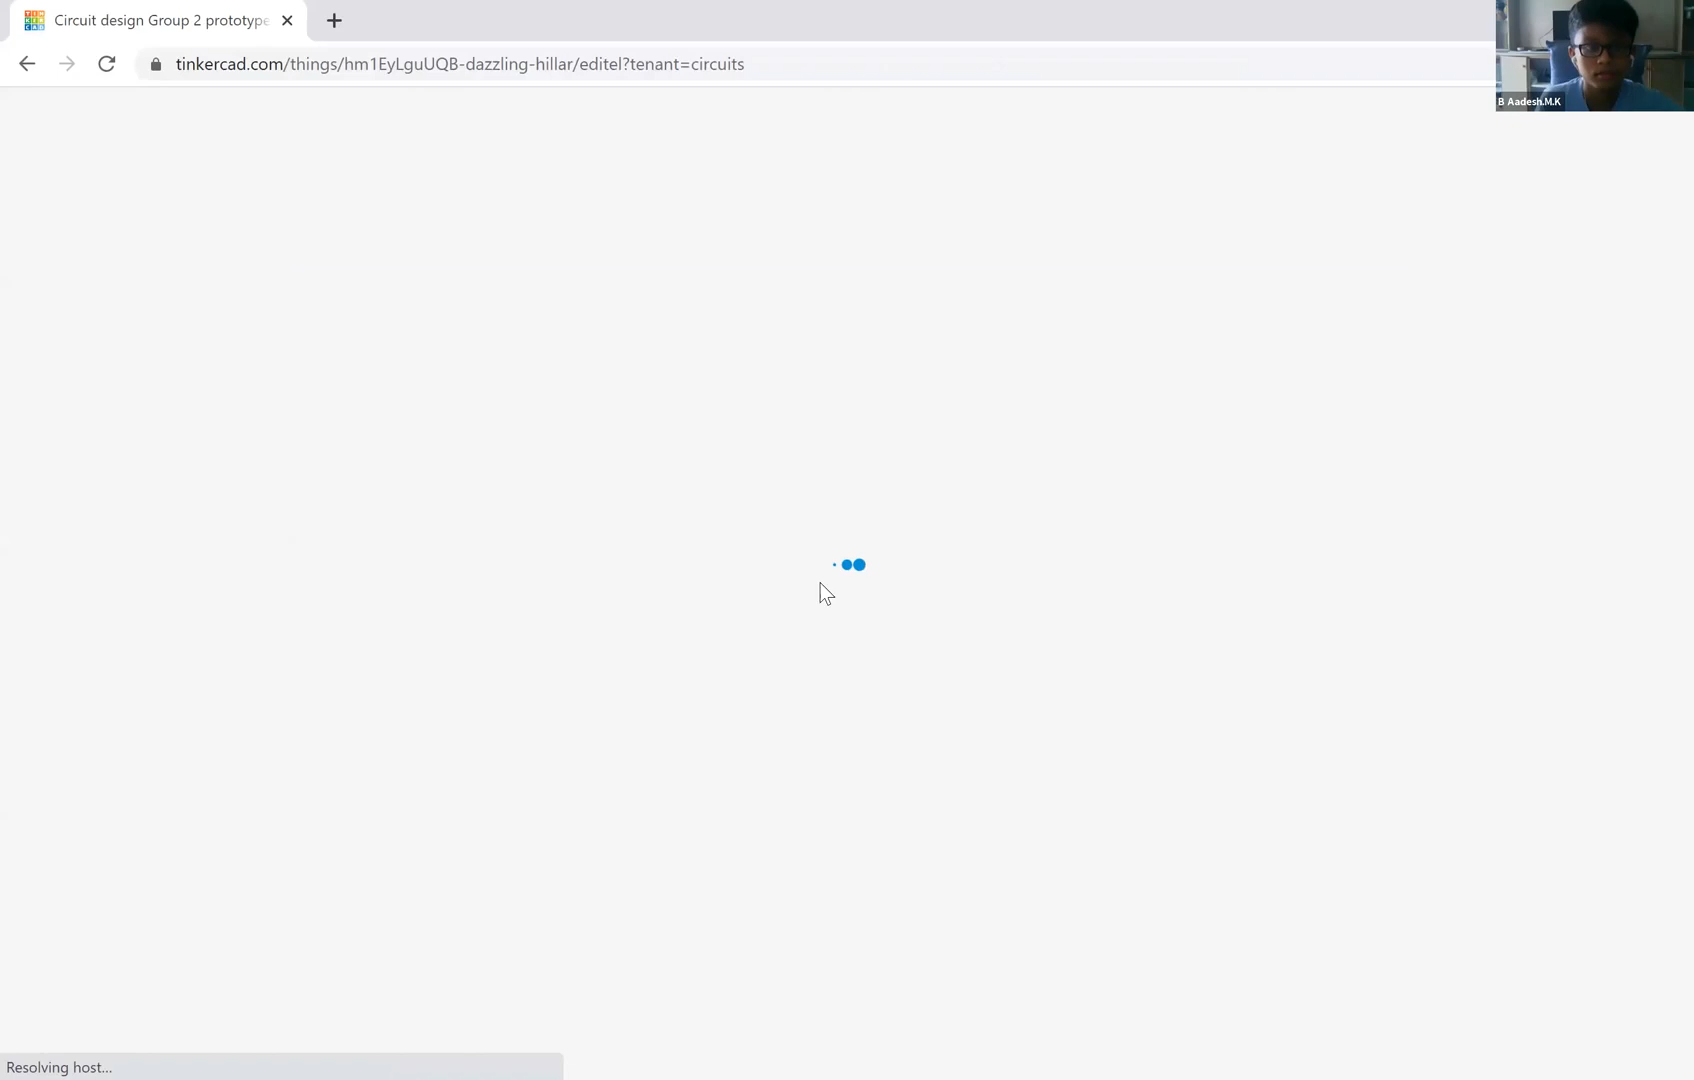 Circuit design Group 2 prototype
tinkercad.com/things/hm1EyLguUQB-dazzling-hillar/editel?tenant=circuits
B Aadesh.M.K
Resolving host...